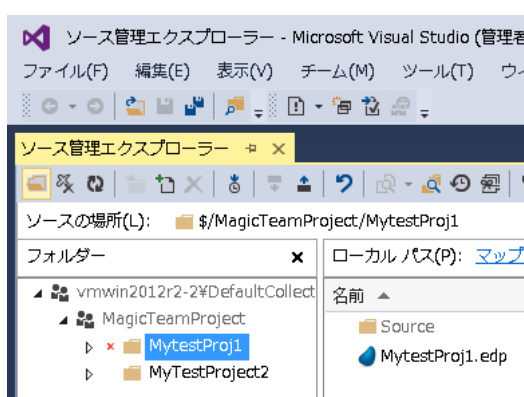 ソース管理エクスプローラー - Microsoft Visual Studio (管理者
ファイル(F) 編集(E) 表示(V) チーム(M) ツール(T)
ソース管理エクスプローラー
ソースの場所(L): $/MagicTeamProject/MytestProj1
フォルダー
ローカル パス(P): マップ
vmwin2012r2-2¥DefaultCollect
名前
MagicTeamProject
Source
MytestProj1
MytestProj1.edp
MyTestProject2